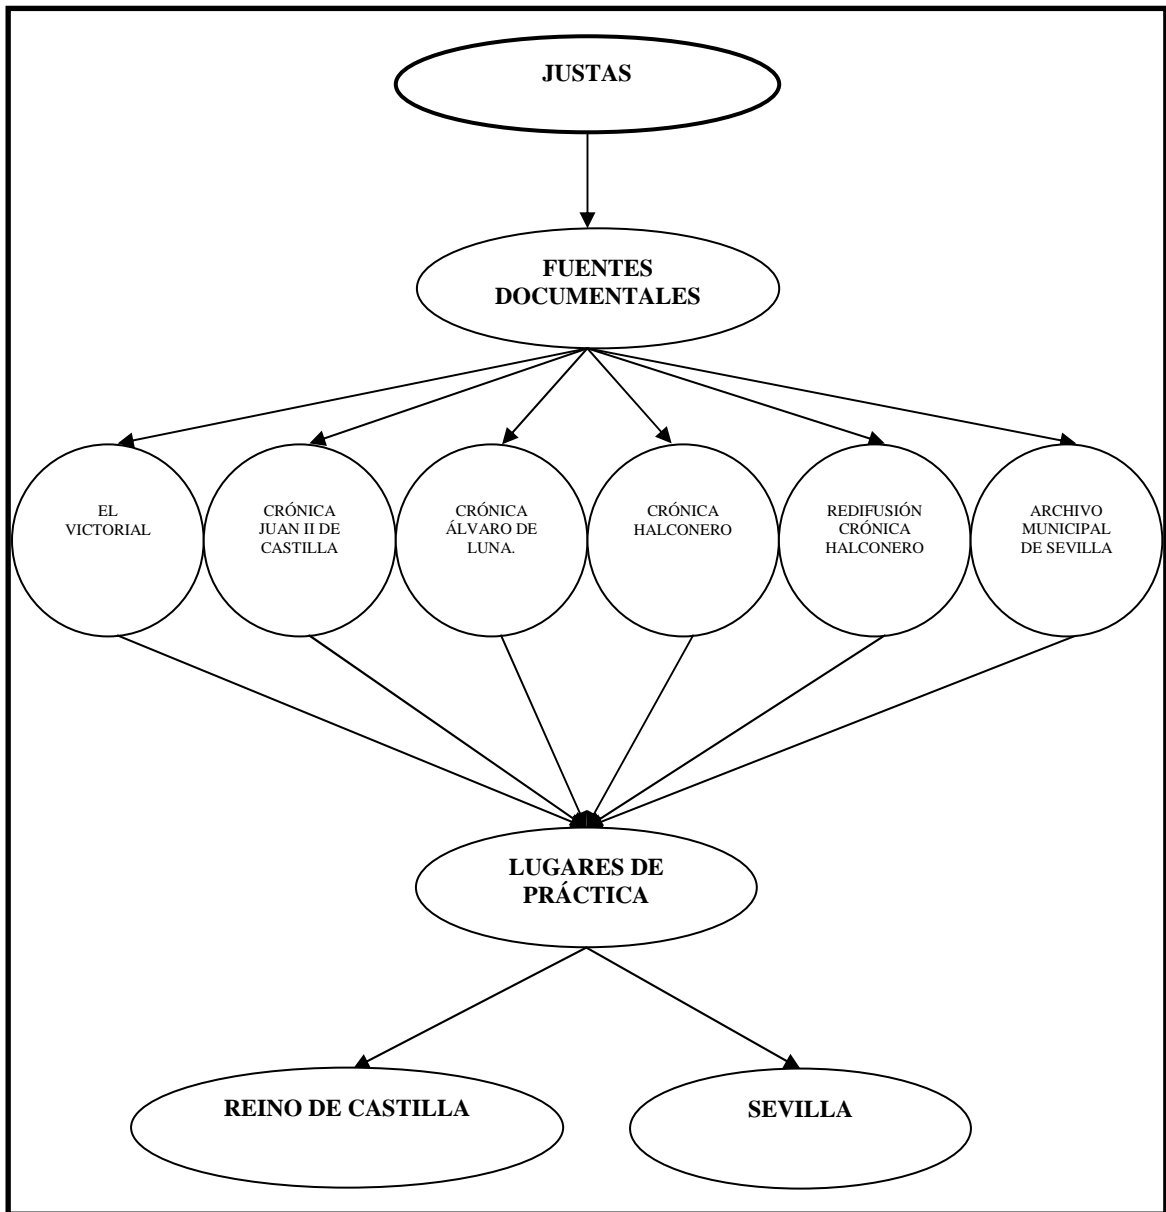 JUSTAS
FUENTES
DOCUMENTALES
EL
VICTORIAL
CRÓNICA
JUAN II DE
CASTILLA
CRÓNICA
ÁLVARO DE
LUNA.
CRÓNICA
HALCONERO
REDIFUSIÓN
CRÓNICA
HALCONERO
ARCHIVO
MUNICIPAL
DE SEVILLA
LUGARES DE
PRÁCTICA
REINO DE CASTILLA
SEVILLA